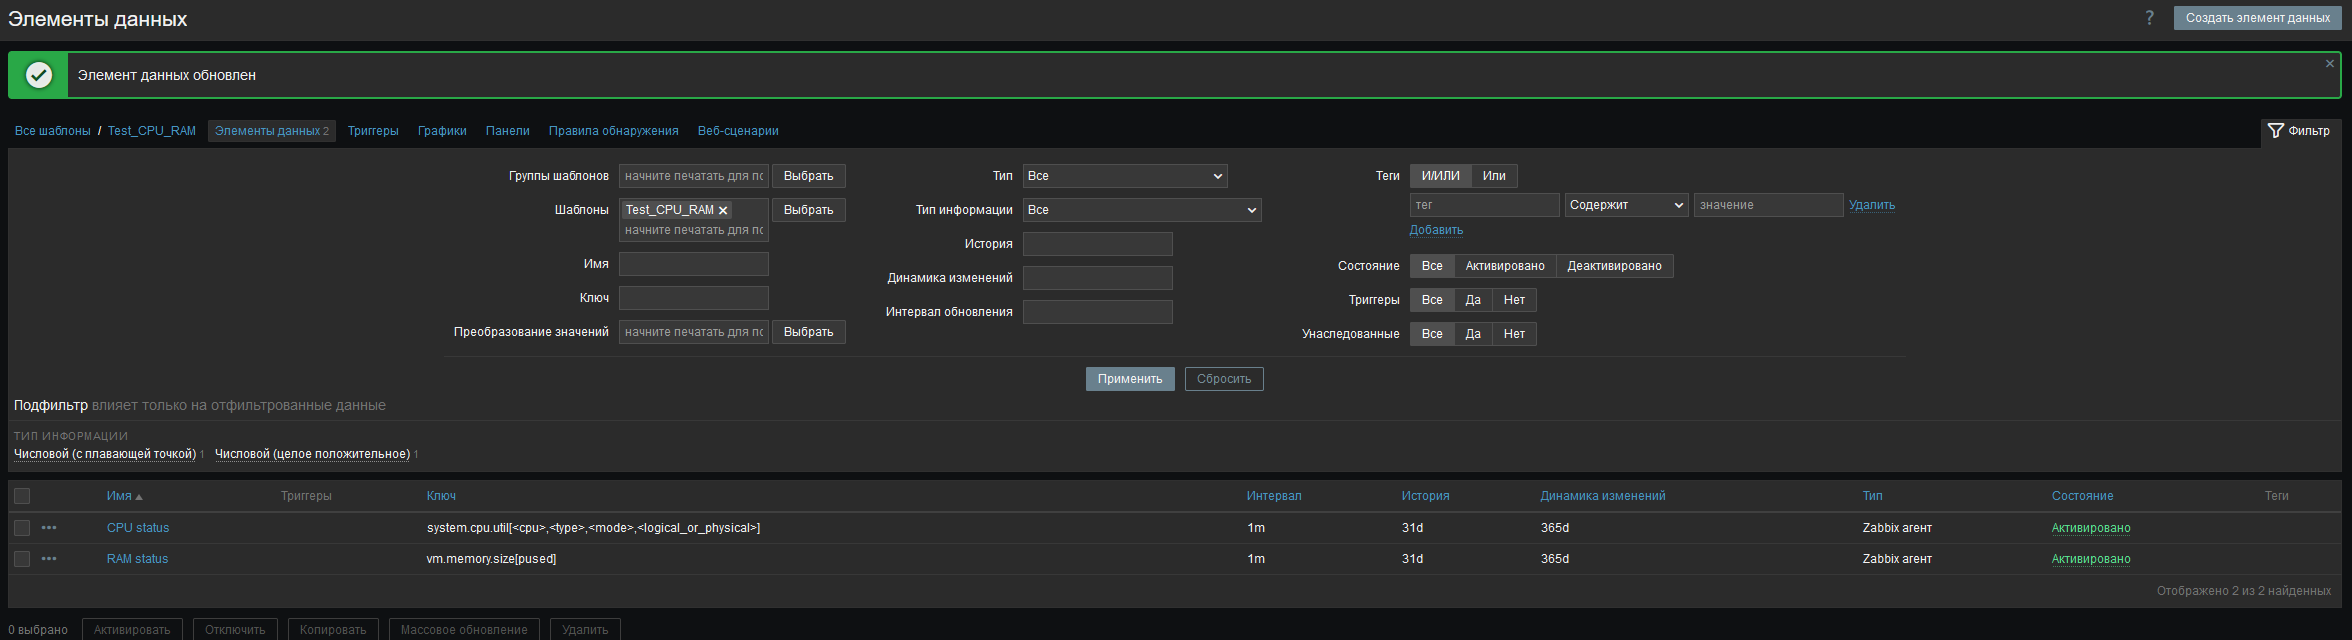 Элементы данных
? Создать элемент данных
Элемент данных обновлен
Все шаблоны / Test_CPU_RAM Элементы данных 2 Триггеры Графики Панели Правила обнаружения Веб-сценарии
Фильтр
Группы шаблонов начните печатать для по Выбрать
Шаблоны Test_CPU_RAM Выбрать
начните печатать для по
Имя
Ключ
Преобразование значений начните печатать для по Выбрать
Тип Все
Тип информации Все
История
Динамика изменений
Интервал обновления
Теги И/ИЛИ Или
тег Содержит значение Удалить
Добавить
Состояние Все Активировано Деактивировано
Триггеры Все Да Нет
Унаследованные Все Да Нет
Применить Сбросить
Подфильтр влияет только на отфильтрованные данные
ТИП ИНФОРМАЦИИ
Числовой (с плавающей точкой) 1 Числовой (целое положительное) 1
Имя Триггеры Ключ Интервал История Динамика изменений Тип Состояние Теги
CPU status system.cpu.util[<cpu>,<type>,<mode>,<logical_or_physical>] 1m 31d 365d Zabbix агент Активировано
RAM status vm.memory.size[pused] 1m 31d 365d Zabbix агент Активировано
Отображено 2 из 2 найденных
0 выбрано Активировать Отключить Копировать Массовое обновление Удалить